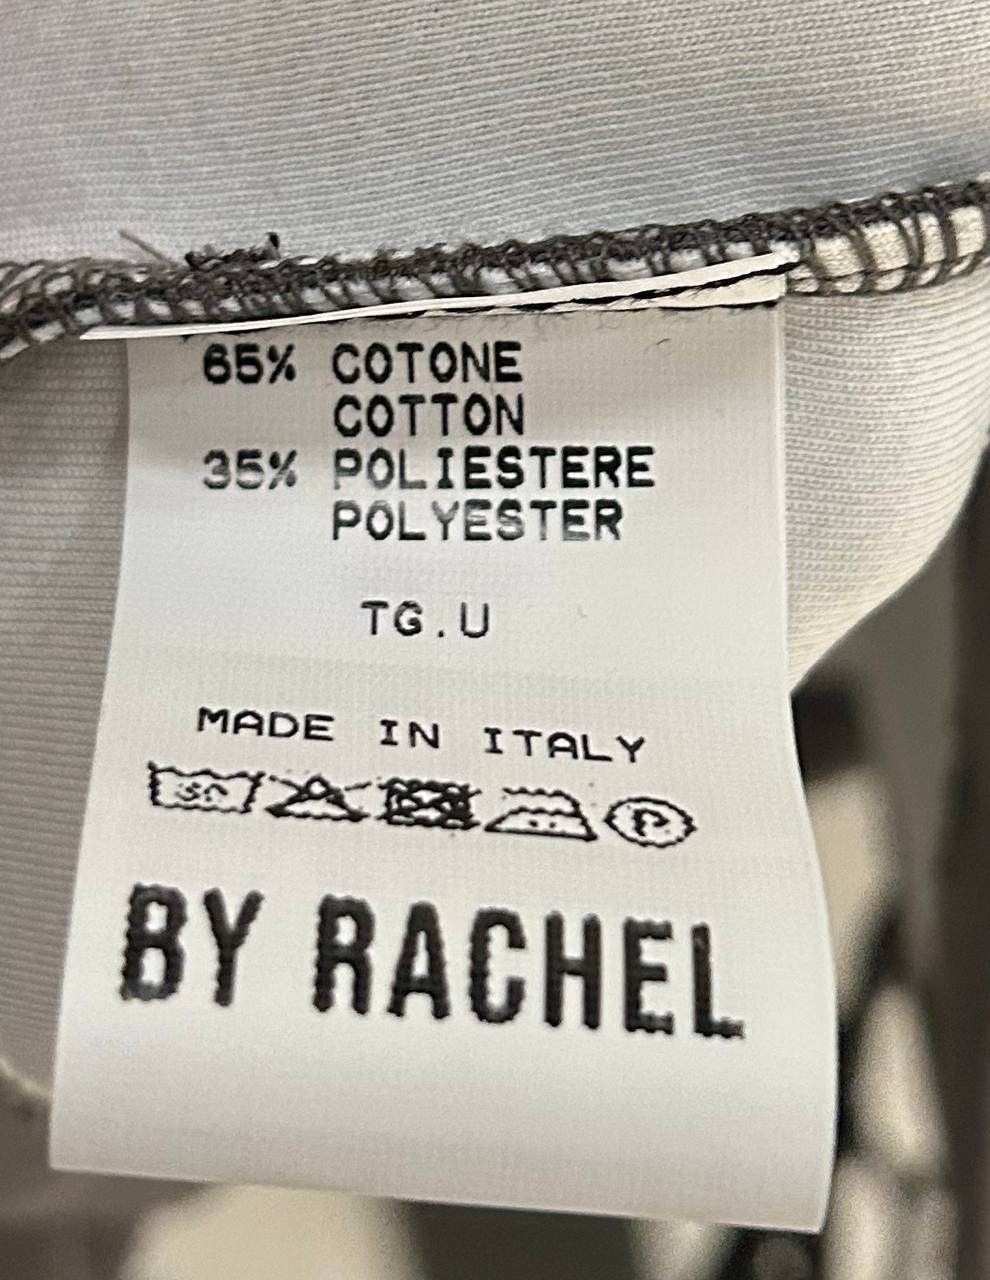 65% COTONE
COTTON
35% POLIESTERE
POLYESTER
TG.U
MADE IN ITALY
P
BY RACHEL